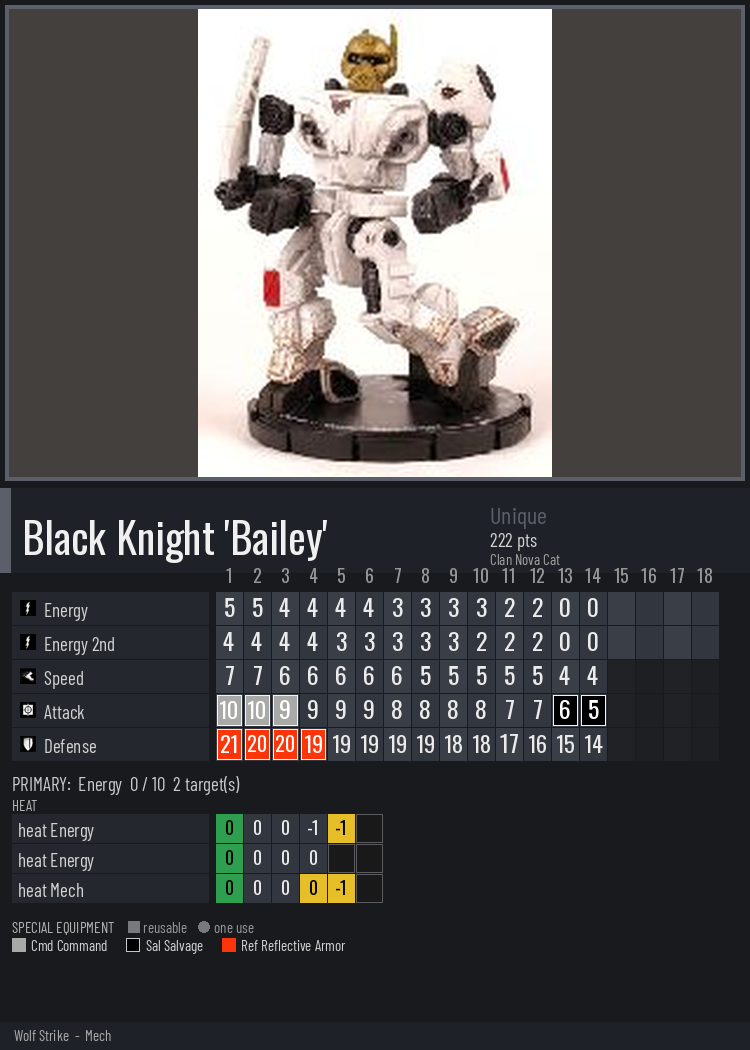 Black Knight 'Bailey'
Unique
222 pts
Clan Nova Cat
1 2 3 4 5 6 7 8 9 10 11 12 13 14 15 16 17 18
Energy 5 5 4 4 4 4 3 3 3 3 2 2 0 0
Energy 2nd 4 4 4 4 3 3 3 3 3 2 2 2 0 0
Speed 7 7 6 6 6 6 6 5 5 5 5 5 4 4
Attack 10 10 9 9 9 9 8 8 8 8 7 7 6 5
Defense 21 20 20 19 19 19 19 19 18 18 17 16 15 14
PRIMARY: Energy 0 / 10 2 target(s)
HEAT
heat Energy 0 0 0 -1 -1
heat Energy 0 0 0 0
heat Mech 0 0 0 0 -1
SPECIAL EQUIPMENT reusable one use
Cmd Command Sal Salvage Ref Reflective Armor
Wolf Strike - Mech